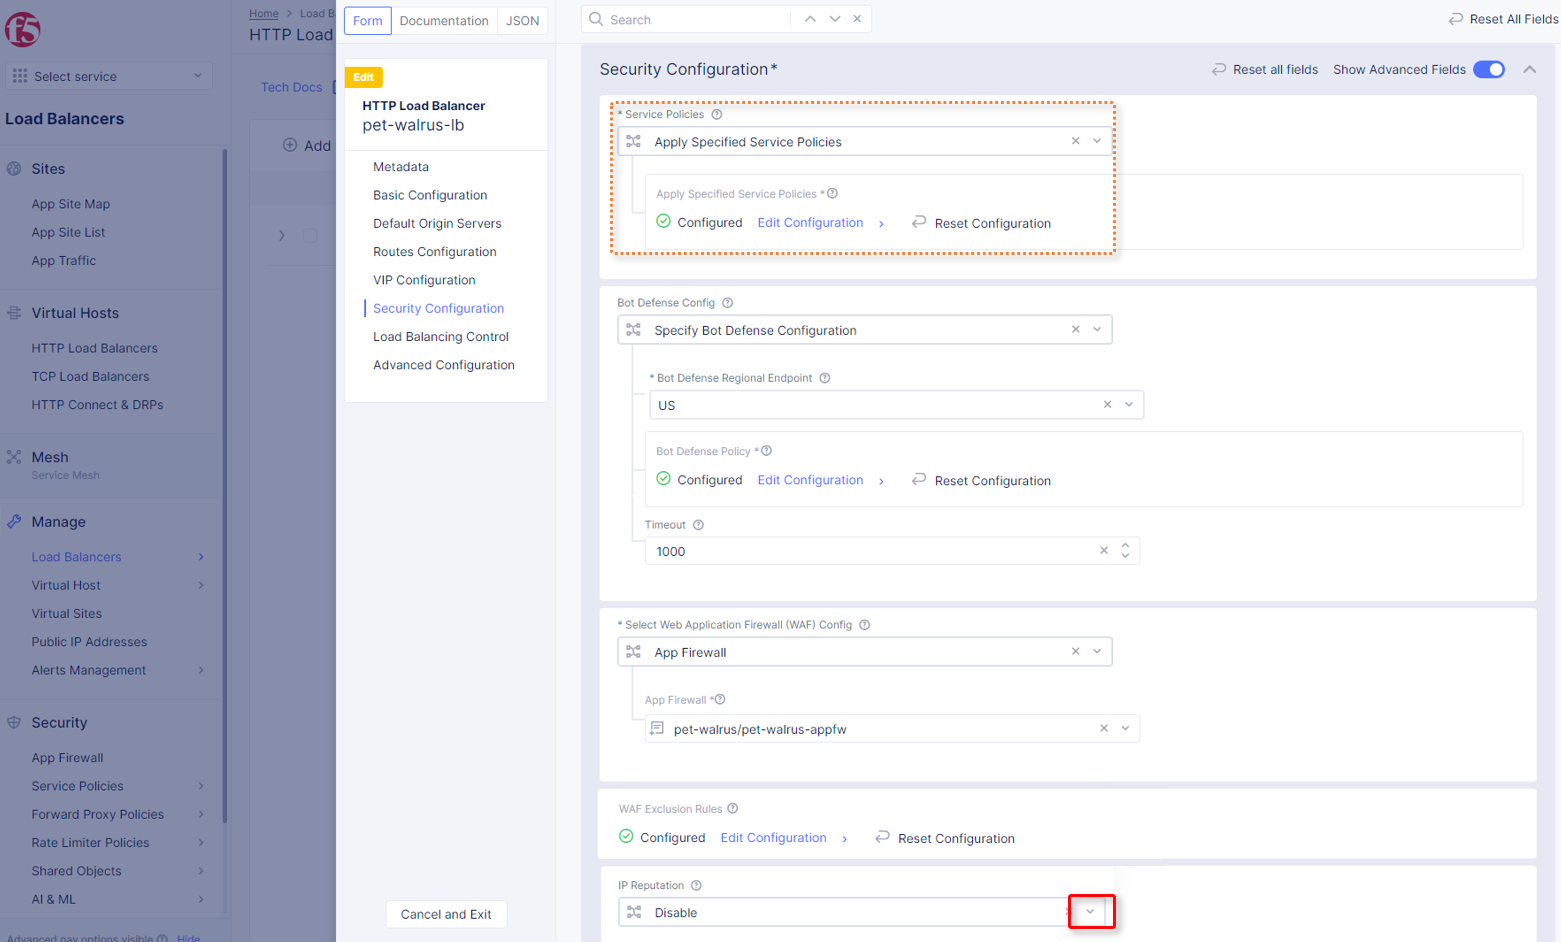 f5
Select service
Load Balancers
Sites
App Site Map
App Site List
App Traffic
Virtual Hosts
HTTP Load Balancers
TCP Load Balancers
HTTP Connect & DRPs
Mesh
Service Mesh
Manage
Load Balancers
Virtual Host
Virtual Sites
Public IP Addresses
Alerts Management
Security
App Firewall
Service Policies
Forward Proxy Policies
Rate Limiter Policies
Shared Objects
AI & ML
Advanced nav options visible Hide
Home > Load B
HTTP Load
Tech Docs
Add
Form Documentation JSON
Edit
HTTP Load Balancer
pet-walrus-lb
Metadata
Basic Configuration
Default Origin Servers
Routes Configuration
VIP Configuration
Security Configuration
Load Balancing Control
Advanced Configuration
Cancel and Exit
Search
Reset All Fields
Security Configuration*
Reset all fields Show Advanced Fields
* Service Policies
Apply Specified Service Policies
Apply Specified Service Policies *
Configured Edit Configuration > Reset Configuration
Bot Defense Config
Specify Bot Defense Configuration
* Bot Defense Regional Endpoint
US
Bot Defense Policy *
Configured Edit Configuration > Reset Configuration
Timeout
1000
* Select Web Application Firewall (WAF) Config
App Firewall
App Firewall *
pet-walrus/pet-walrus-appfw
WAF Exclusion Rules
Configured Edit Configuration > Reset Configuration
IP Reputation
Disable